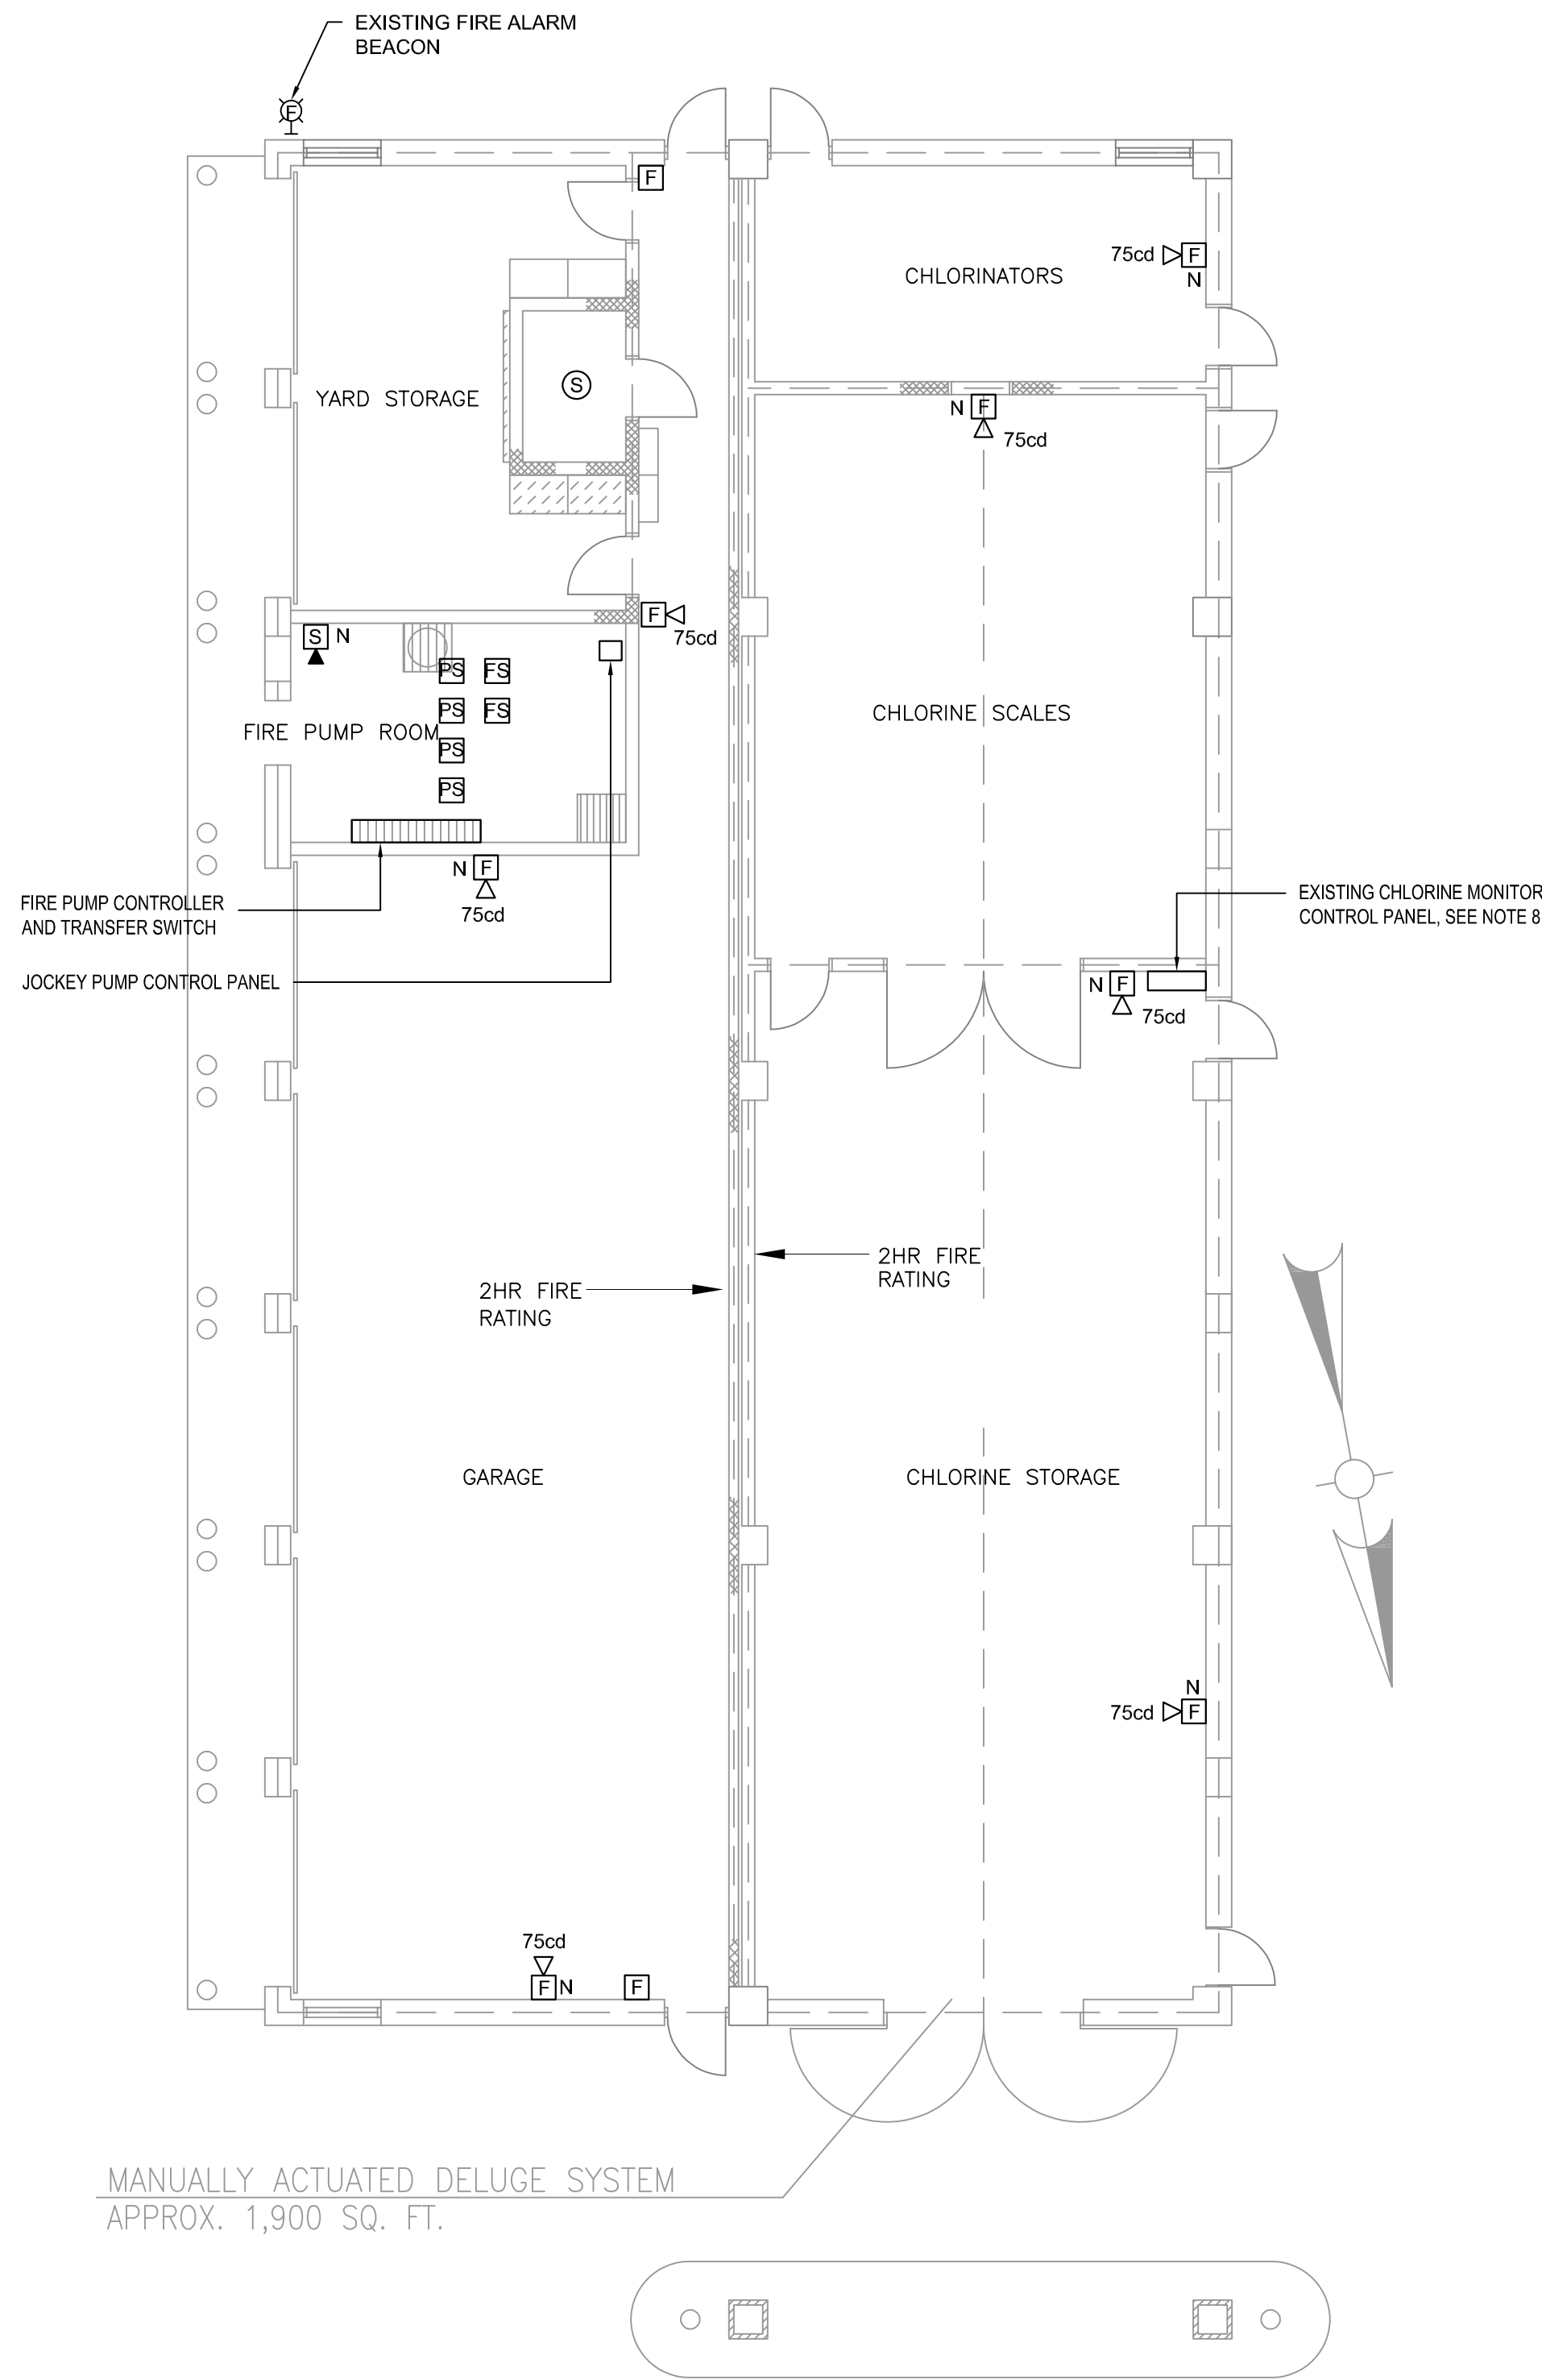 EXISTING FIRE ALARM
BEACON
F
F
75cd F
N
CHLORINATORS
S
YARD STORAGE
N F
75cd
F
75cd
S N
PS FS
PS FS
CHLORINE SCALES
FIRE PUMP ROOM
PS
PS
N F
75cd
FIRE PUMP CONTROLLER
AND TRANSFER SWITCH
EXISTING CHLORINE MONITOR
CONTROL PANEL, SEE NOTE 8
JOCKEY PUMP CONTROL PANEL
N F
75cd
2HR FIRE
RATING
2HR FIRE
RATING
GARAGE
CHLORINE STORAGE
N
75cd F
75cd
F N
F
MANUALLY ACTUATED DELUGE SYSTEM
APPROX. 1,900 SQ. FT.